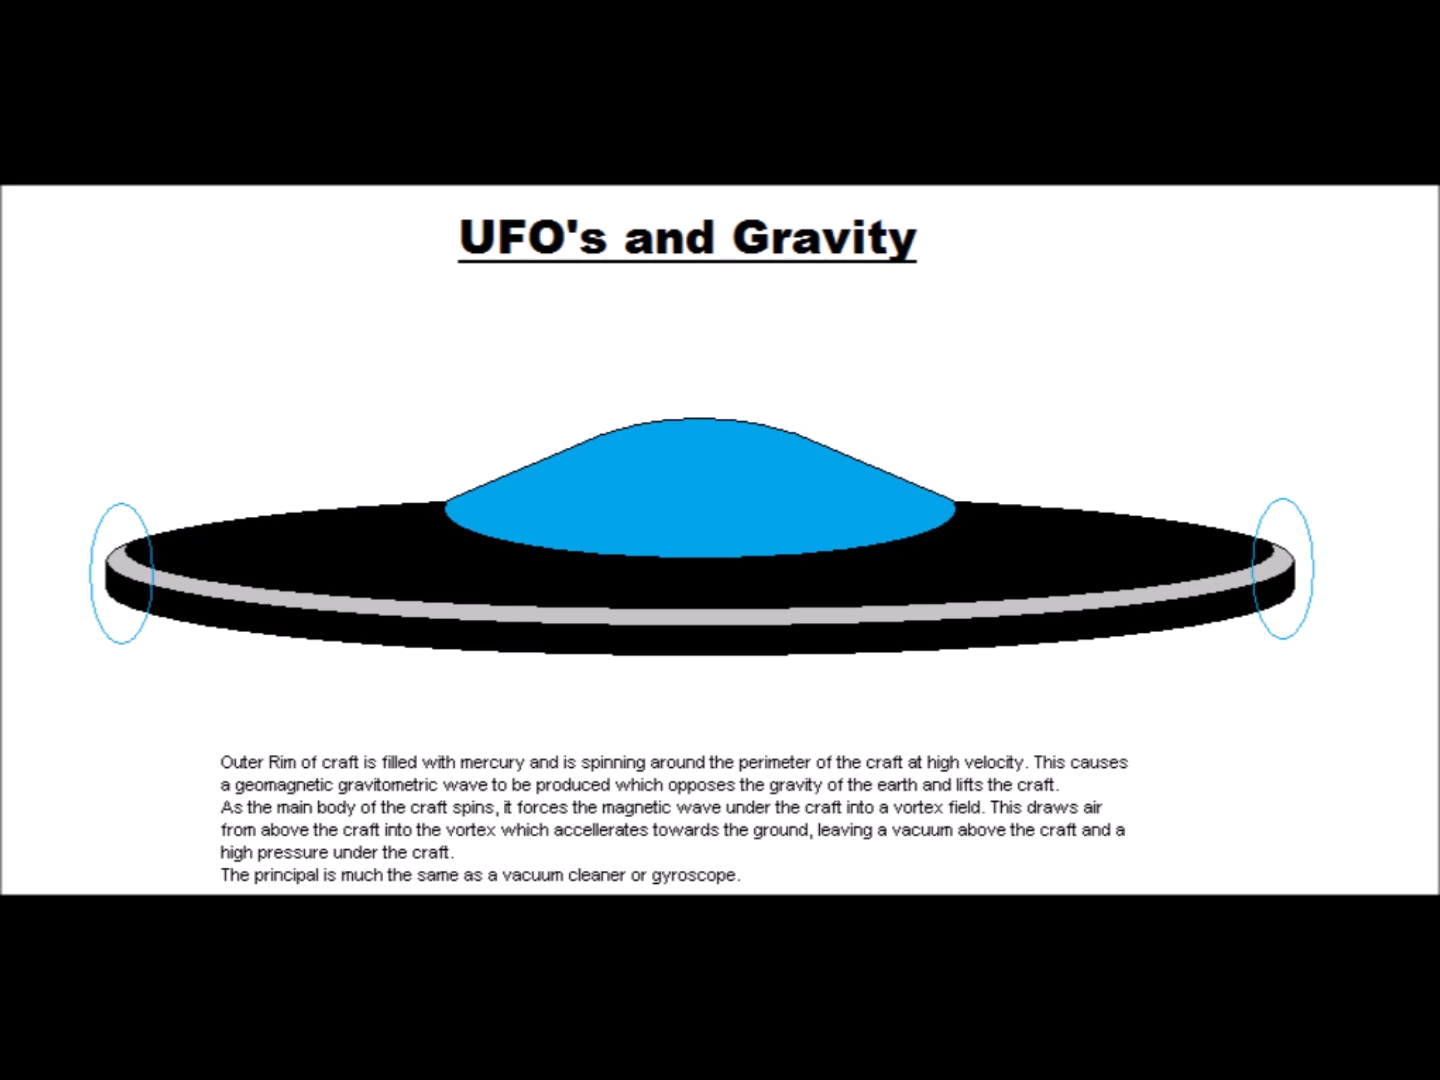 UFO's and Gravity
Outer Rim of craft is filled with mercury and is spinning around the perimeter of the craft at high velocity. This causes
a geomagnetic gravitometric wave to be produced which opposes the gravity of the earth and lifts the craft.
As the main body of the craft spins, it forces the magnetic wave under the craft into a vortex field. This draws air
from above the craft into the vortex which accellerates towards the ground, leaving a vacuum above the craft and a
high pressure under the craft.
The principal is much the same as a vacuum cleaner or gyroscope.